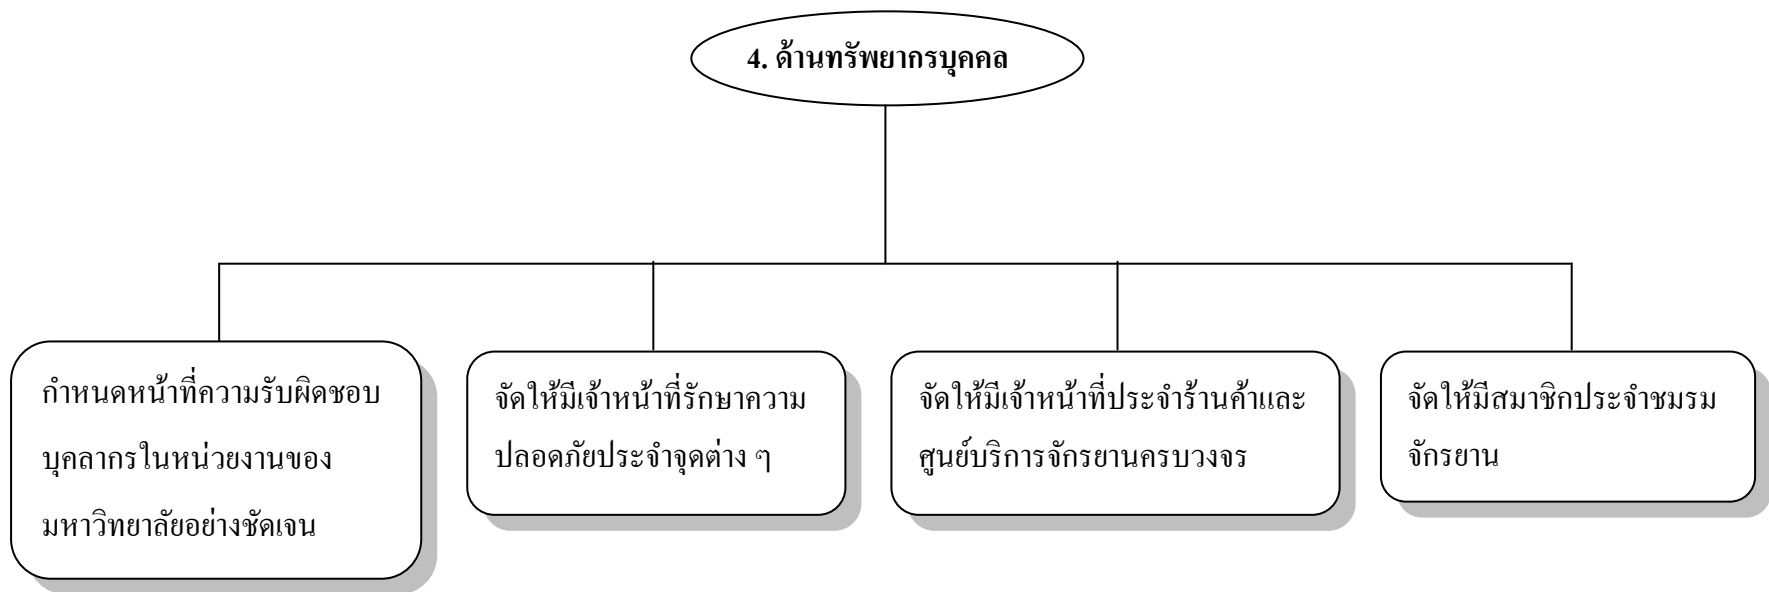 4. ด้านทรัพยากรบุคคล
กำหนดหน้าที่ความรับผิดชอบ
บุคลากรในหน่วยงานของ
มหาวิทยาลัยอย่างชัดเจน
จัดให้มีเจ้าหน้าที่รักษาความ
ปลอดภัยประจำจุดต่าง ๆ
จัดให้มีเจ้าหน้าที่ประจำร้านค้าและ
ศูนย์บริการจักรยานครบวงจร
จัดให้มีสมาชิกประจำชมรม
จักรยาน